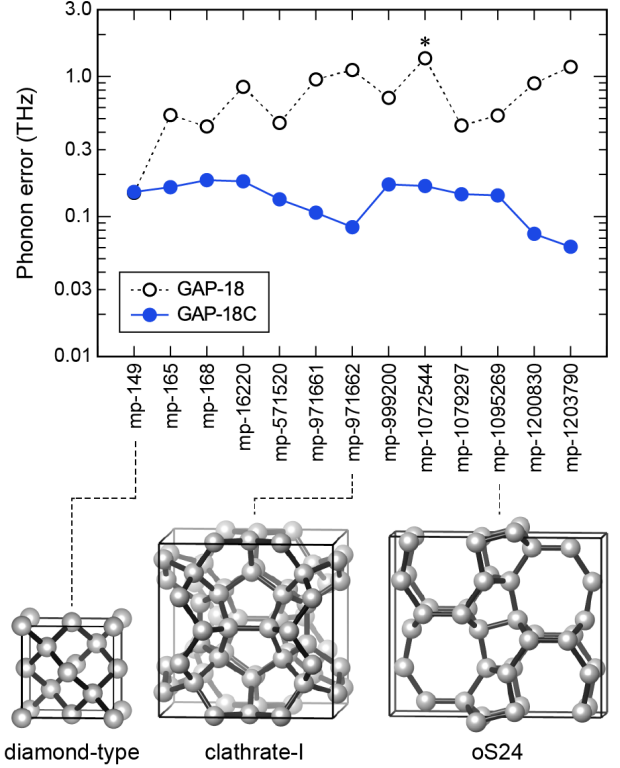 Phonon error (THz)
3.0
1.0
0.3
0.1
0.03
0.01
*
GAP-18
GAP-18C
mp-149
mp-165
mp-168
mp-16220
mp-571520
mp-971661
mp-971662
mp-999200
mp-1072544
mp-1079297
mp-1095269
mp-1200830
mp-1203790
diamond-type
clathrate-I
oS24